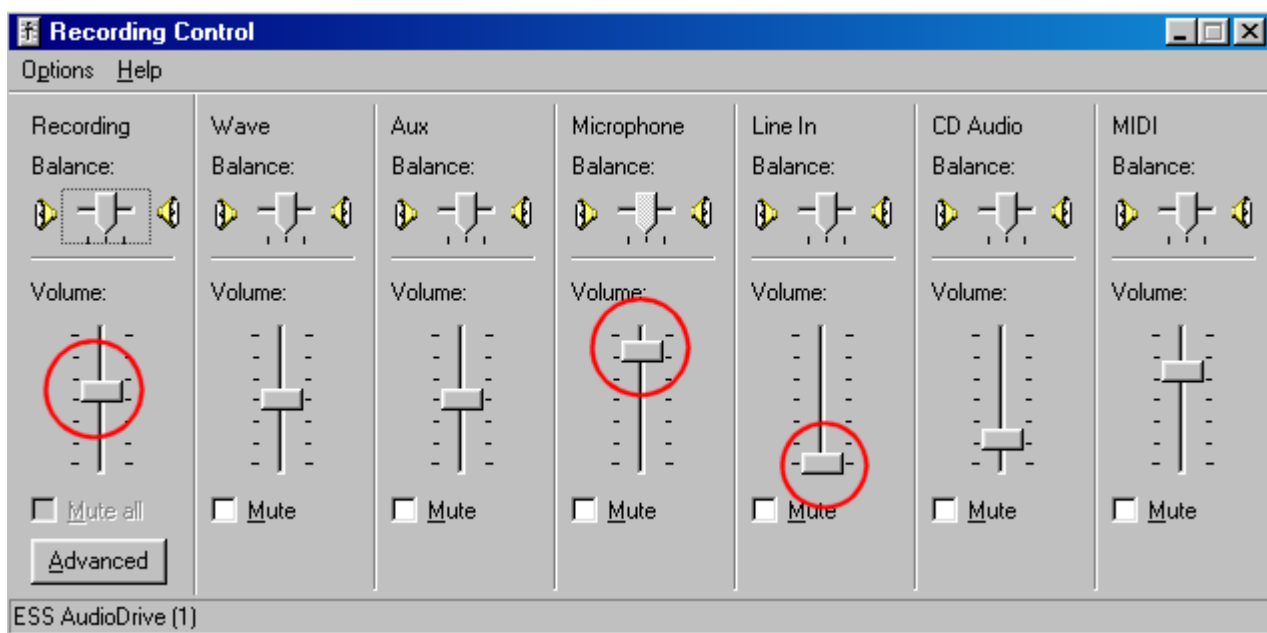 Recording Control
Options Help
Recording Wave Aux Microphone Line In CD Audio MIDI
Balance: Balance: Balance: Balance: Balance: Balance: Balance:
Volume: Volume: Volume: Volume: Volume: Volume: Volume:
Mute all Mute Mute Mute Mute Mute Mute
Advanced
ESS AudioDrive (1)